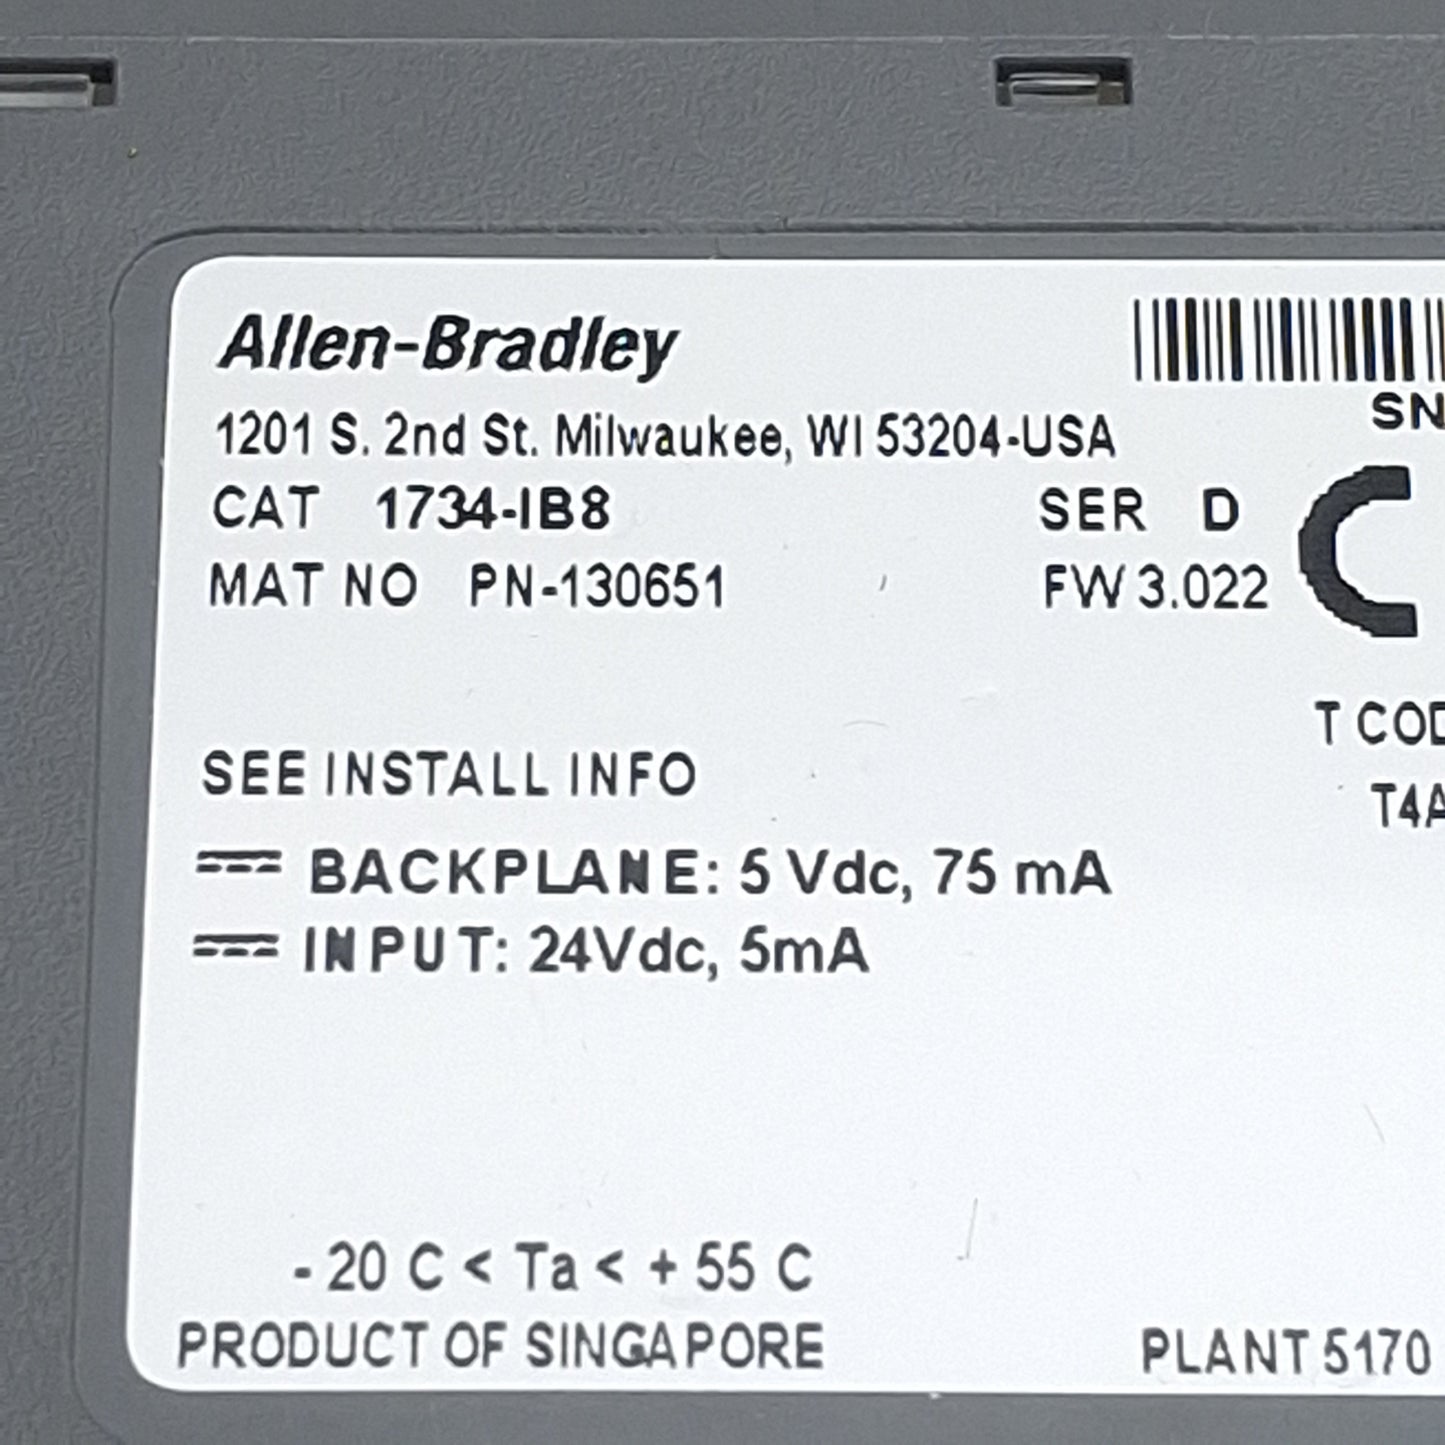 Allen-Bradley
1201 S. 2nd St. Milwaukee, WI 53204-USA
SN
CAT 1734-IB8 SER D
MAT NO PN-130651 FW 3.022
T COD
SEE INSTALL INFO
T4A
BACKPLANE: 5 Vdc, 75 mA
INPUT: 24Vdc, 5mA
- 20 C < Ta < + 55 C
PRODUCT OF SINGAPORE PLANT 5170